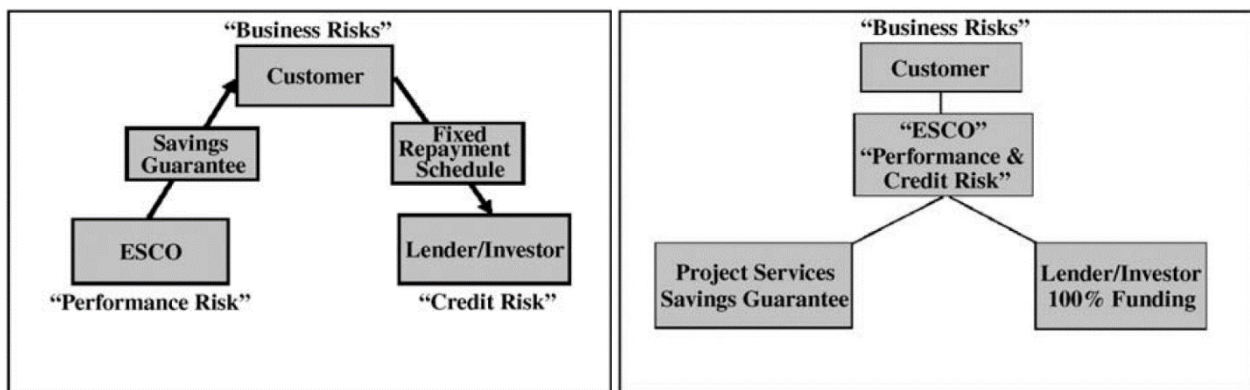 “Business Risks”
Customer
Savings
Guarantee
Fixed
Repayment
Schedule
ESCO
Lender/Investor
“Performance Risk”
“Credit Risk”
“Business Risks”
Customer
“ESCO”
“Performance &
Credit Risk”
Project Services
Savings Guarantee
Lender/Investor
100% Funding